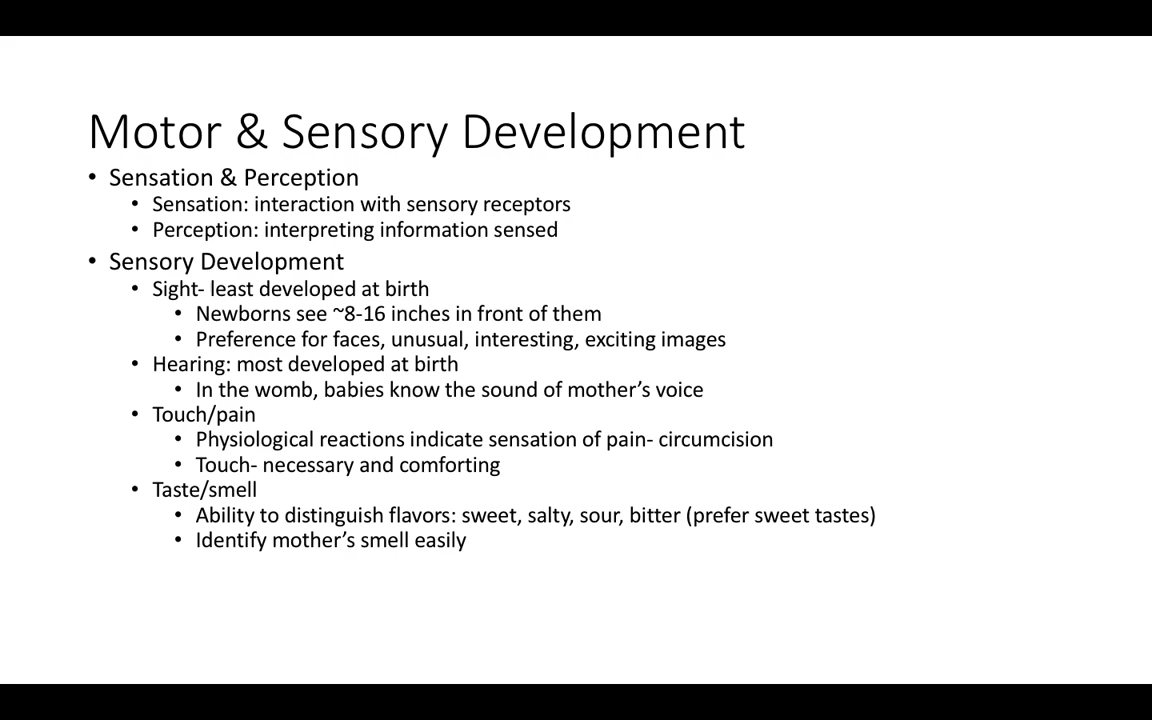 Motor & Sensory Development
• Sensation & Perception
• Sensation: interaction with sensory receptors
• Perception: interpreting information sensed
• Sensory Development
• Sight- least developed at birth
• Newborns see ~8-16 inches in front of them
• Preference for faces, unusual, interesting, exciting images
• Hearing: most developed at birth
• In the womb, babies know the sound of mother’s voice
• Touch/pain
• Physiological reactions indicate sensation of pain- circumcision
• Touch- necessary and comforting
• Taste/smell
• Ability to distinguish flavors: sweet, salty, sour, bitter (prefer sweet tastes)
• Identify mother’s smell easily